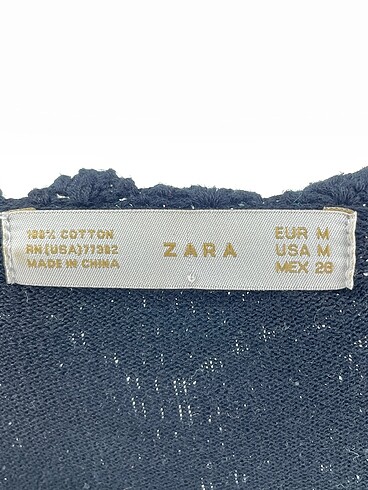 100% COTTON
RN(USA)77302
MADE IN CHINA
ZARA
EUR M
USA M
MEX 28